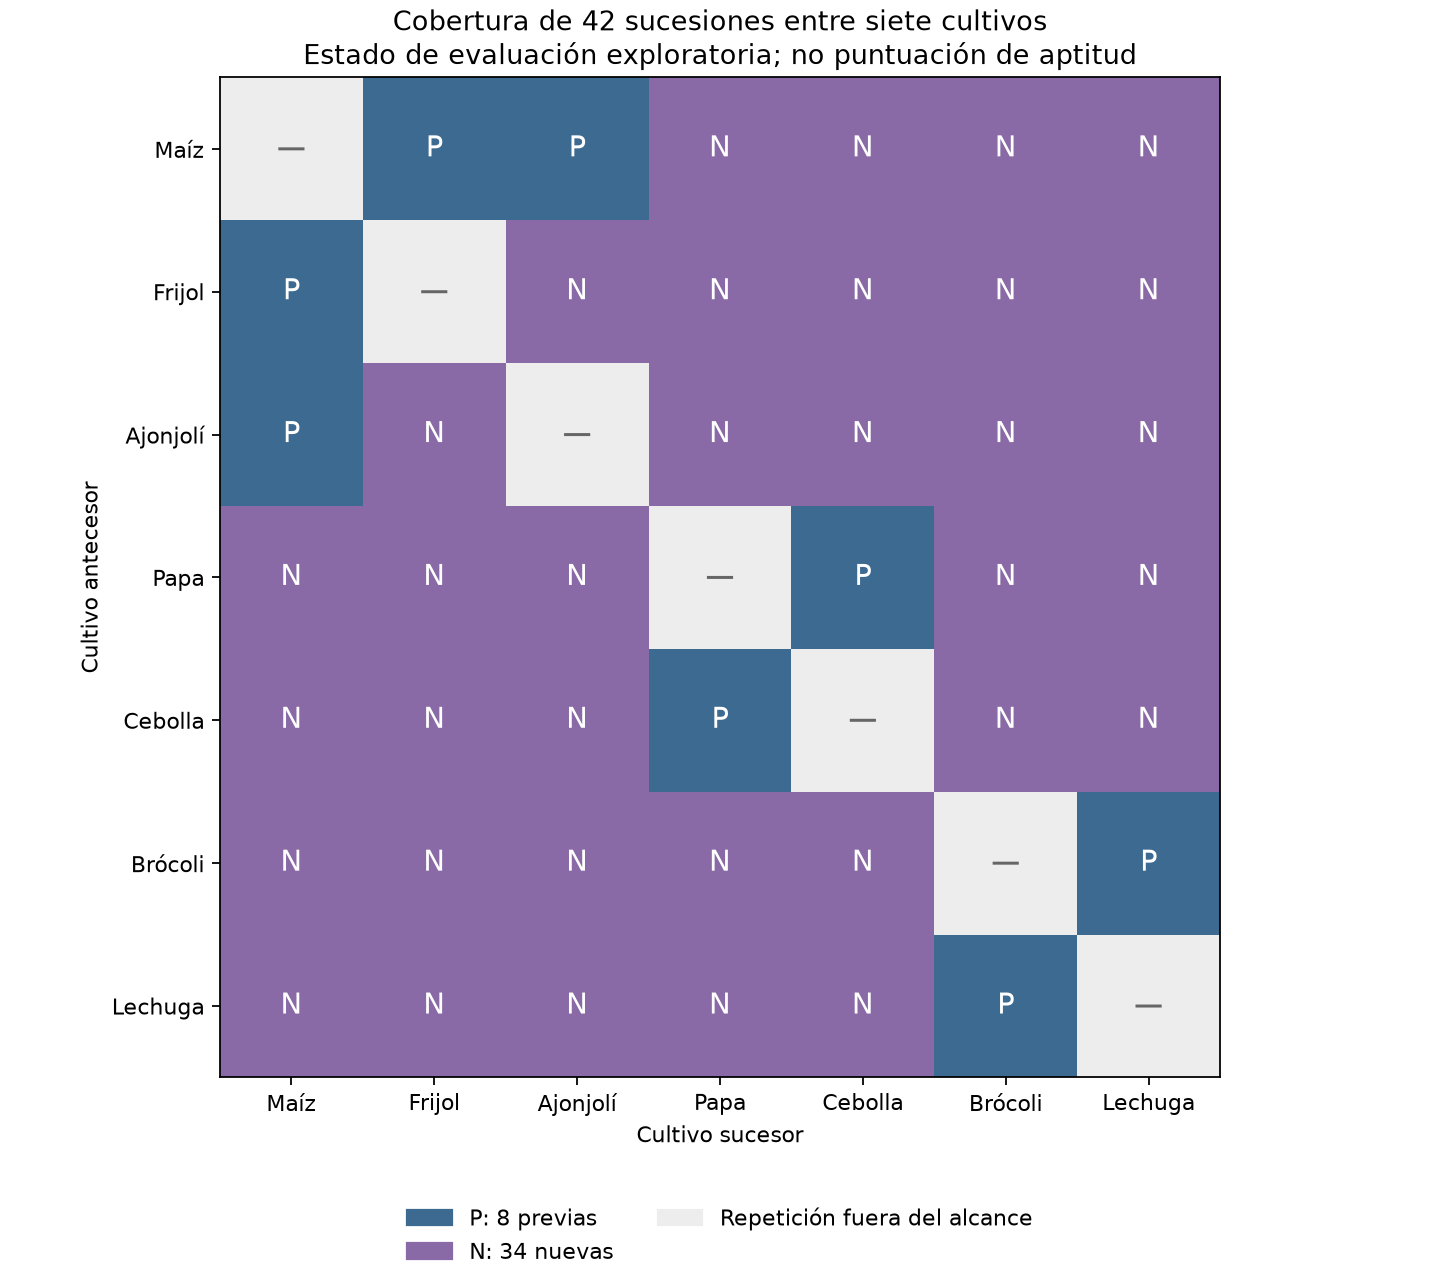 Cobertura de 42 sucesiones entre siete cultivos
Estado de evaluación exploratoria; no puntuación de aptitud
Cultivo antecesor
Maíz — P P N N N N
Frijol P — N N N N N
Ajonjolí P N — N N N N
Papa N N N — P N N
Cebolla N N N P — N N
Brócoli N N N N N — P
Lechuga N N N N N P —
Maíz Frijol Ajonjolí Papa Cebolla Brócoli Lechuga
Cultivo sucesor
P: 8 previas Repetición fuera del alcance
N: 34 nuevas